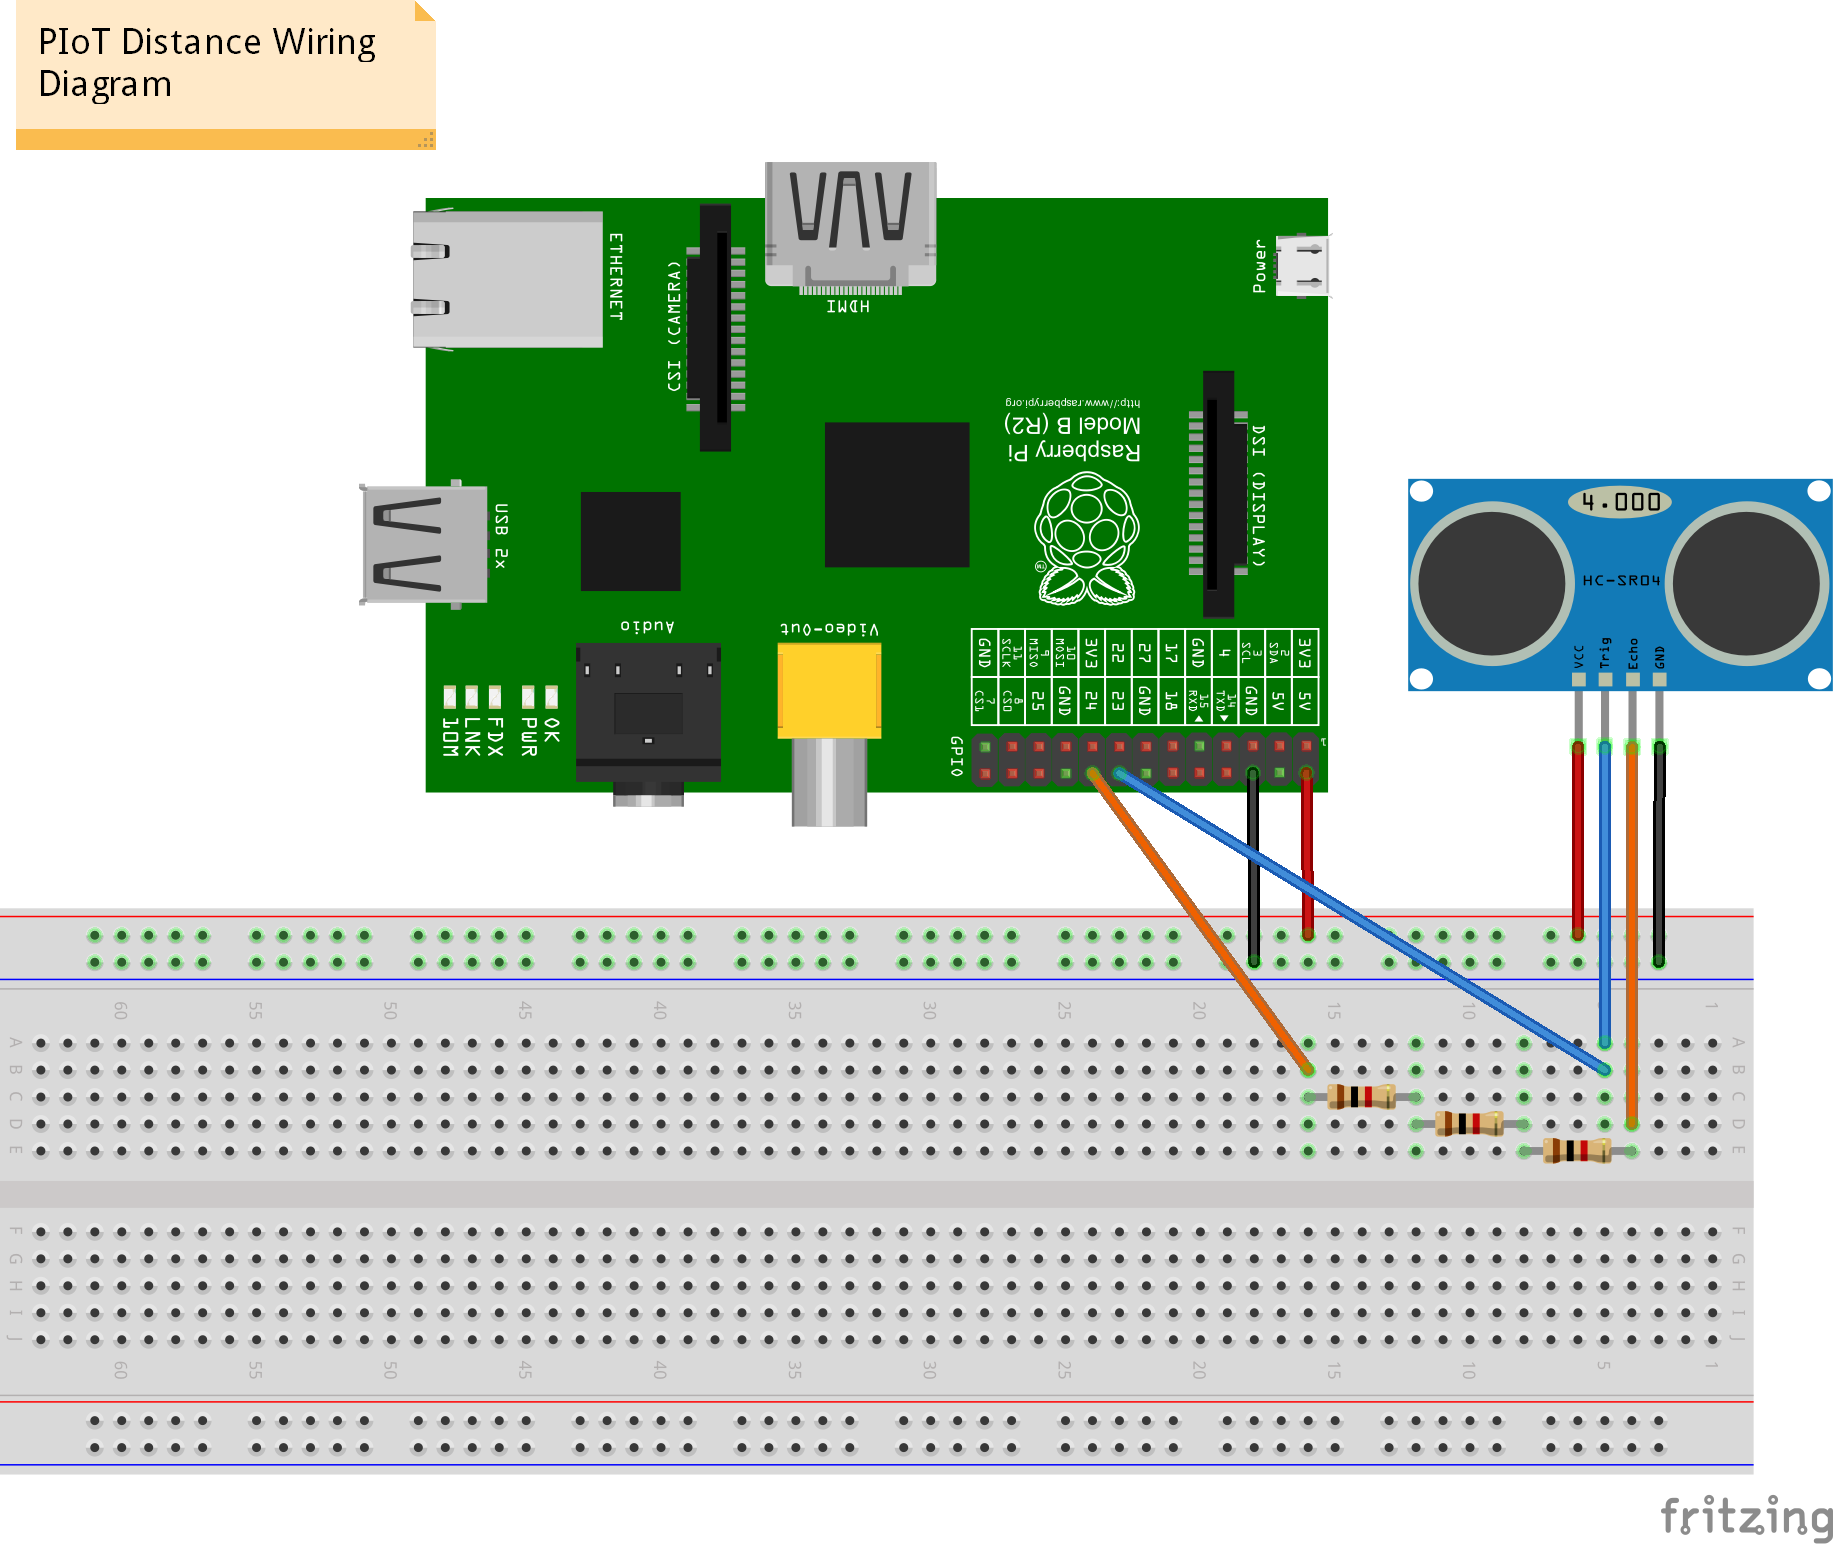 PIoT Distance Wiring
Diagram
ETHERNET
CSI (CAMERA)
HDMI
Power
http://www.raspberrypi.org
Model B (R2)
Raspberry Pi
TM
DSI (DISPLAY)
USB 2x
Audio
Video-Out
10M
LNK
FDX
PWR
OK
GND
11 SCLK
9 MISO
10 MOSI
3V3
22
27
17
GND
4
3 SCL
2 SDA
3V3
7 CS1
8 CS0
25
GND
24
23
GND
18
15 RXD
14 TXD
GND
5V
5V
GPIO
1
4.000
HC-SR04
VCC
Trig
Echo
GND
60 55 50 45 40 35 30 25 20 15 10 1
A A
B B
C C
D D
E E
F F
G G
H H
I I
J J
60 55 50 45 40 35 30 25 20 15 10 5 1
fritzing